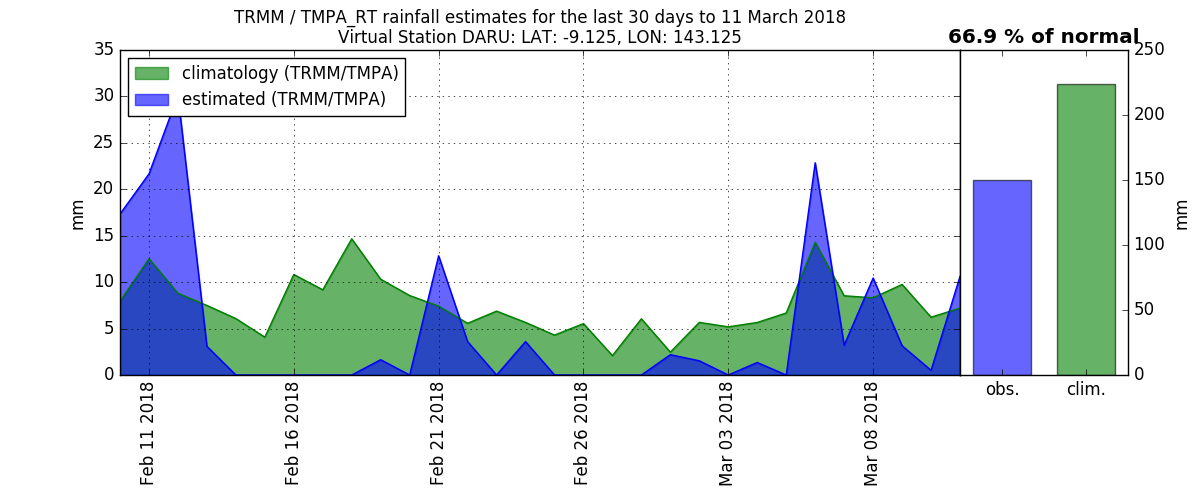 TRMM / TMPA_RT rainfall estimates for the last 30 days to 11 March 2018
Virtual Station DARU: LAT: -9.125, LON: 143.125
66.9 % of normal
climatology (TRMM/TMPA)
estimated (TRMM/TMPA)
mm
35
30
25
20
15
10
5
0
Feb 11 2018
Feb 16 2018
Feb 21 2018
Feb 26 2018
Mar 03 2018
Mar 08 2018
obs.
clim.
250
200
150
100
50
0
mm